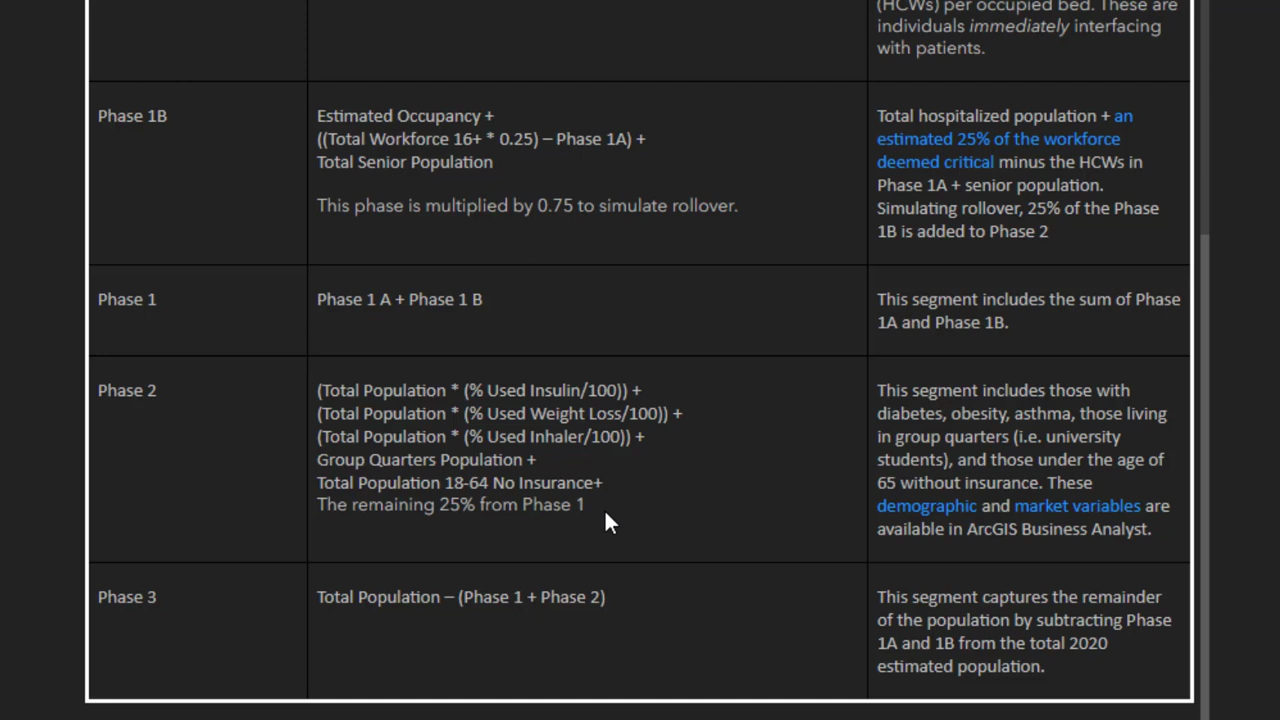 (HCWs) per occupied bed. These are
individuals immediately interfacing
with patients.
Phase 1B
Estimated Occupancy +
((Total Workforce 16+ * 0.25) – Phase 1A) +
Total Senior Population
This phase is multiplied by 0.75 to simulate rollover.
Total hospitalized population + an
estimated 25% of the workforce
deemed critical minus the HCWs in
Phase 1A + senior population.
Simulating rollover, 25% of the Phase
1B is added to Phase 2
Phase 1
Phase 1 A + Phase 1 B
This segment includes the sum of Phase
1A and Phase 1B.
Phase 2
(Total Population * (% Used Insulin/100)) +
(Total Population * (% Used Weight Loss/100)) +
(Total Population * (% Used Inhaler/100)) +
Group Quarters Population +
Total Population 18-64 No Insurance+
The remaining 25% from Phase 1
This segment includes those with
diabetes, obesity, asthma, those living
in group quarters (i.e. university
students), and those under the age of
65 without insurance. These
demographic and market variables are
available in ArcGIS Business Analyst.
Phase 3
Total Population – (Phase 1 + Phase 2)
This segment captures the remainder
of the population by subtracting Phase
1A and 1B from the total 2020
estimated population.